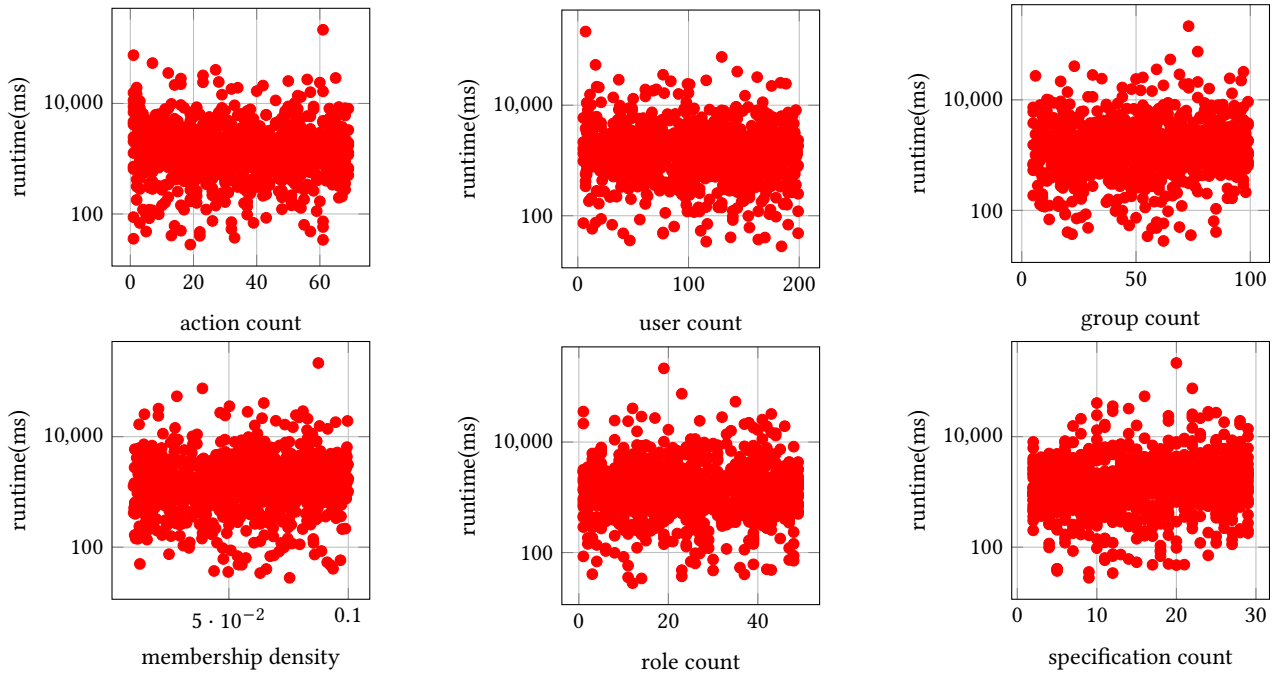 runtime(ms)
10,000
100
0
20
40
60
action count
runtime(ms)
10,000
100
0
100
200
user count
runtime(ms)
10,000
100
0
50
100
group count
runtime(ms)
10,000
100
5 · 10⁻²
0.1
membership density
runtime(ms)
10,000
100
0
20
40
role count
runtime(ms)
10,000
100
0
10
20
30
specification count